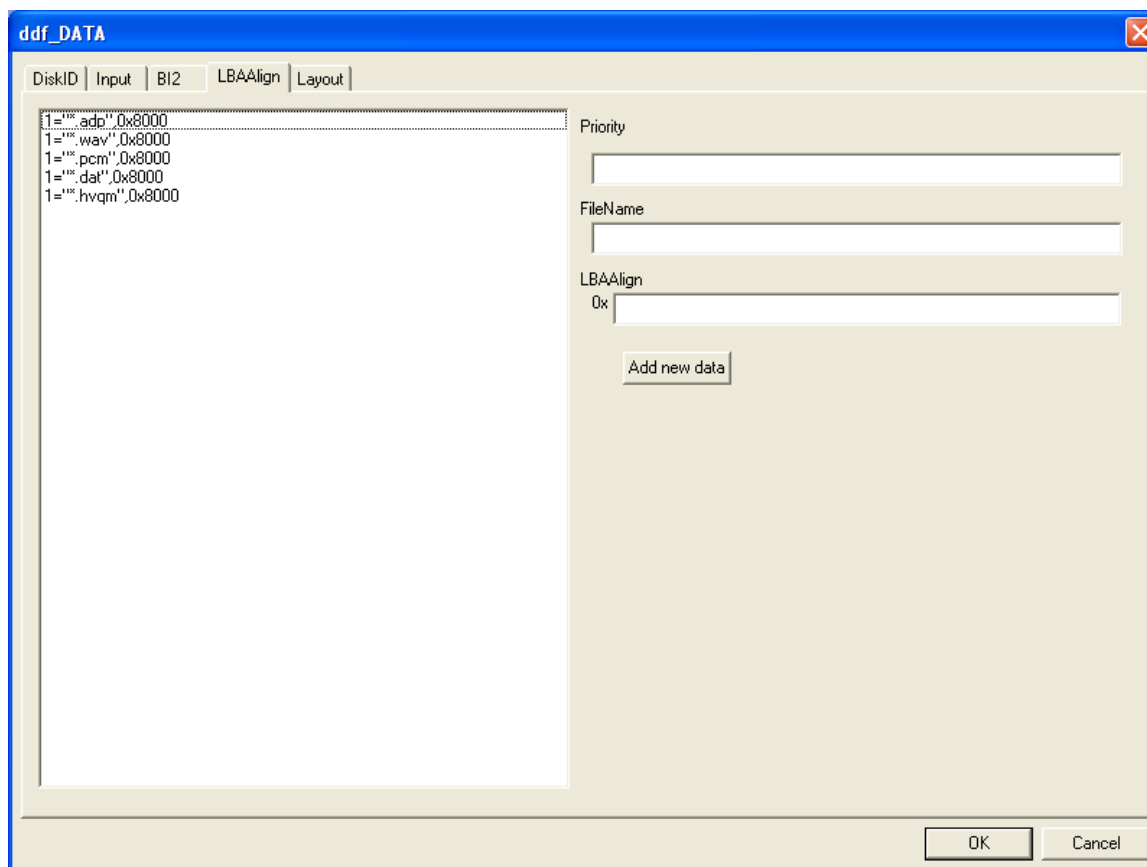 ddf_DATA
DiskID Input BI2 LBAAlign Layout
1="*.adp",0x8000
1="*.wav",0x8000
1="*.pcm",0x8000
1="*.dat",0x8000
1="*.hvqm",0x8000
Priority
FileName
LBAAlign
0x
Add new data
OK Cancel